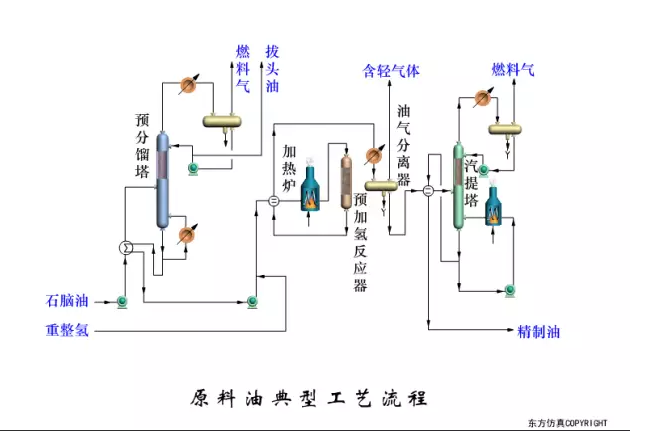 燃料气
拔头油
含轻气体
燃料气
预分馏塔
加热炉
预加氢反应器
油气分离器
汽提塔
石脑油
重整氢
精制油
原料油典型工艺流程
东方仿真COPYRIGHT